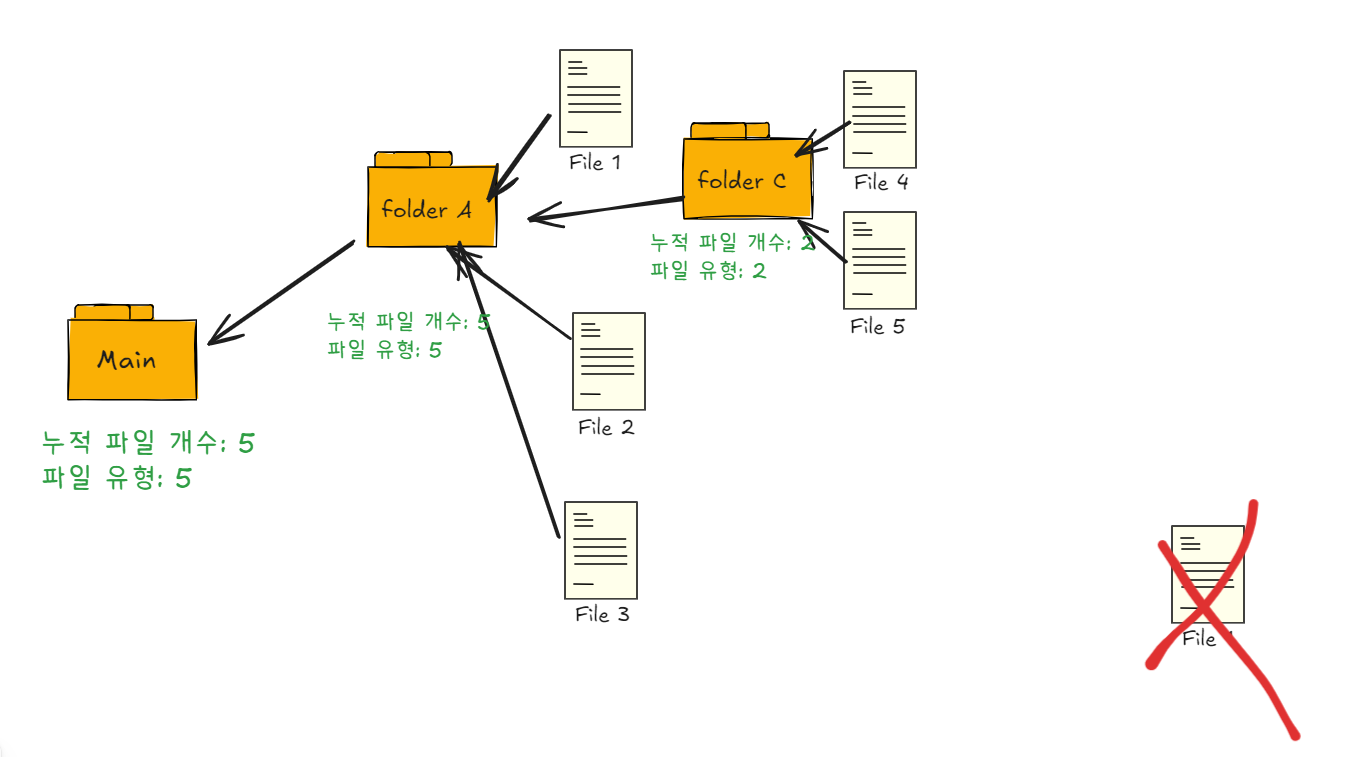 File 1
folder A
folder C
File 4
누적 파일 개수: 2
파일 유형: 2
File 5
누적 파일 개수: 5
파일 유형: 5
Main
File 2
누적 파일 개수: 5
파일 유형: 5
File 3
File